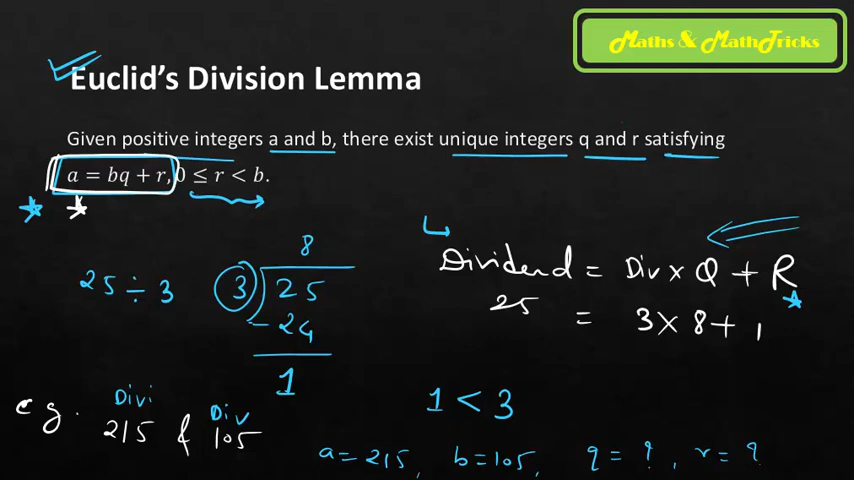 Maths & MathTricks
Euclid's Division Lemma
Given positive integers a and b, there exist unique integers q and r satisfying
a = bq + r, 0 ≤ r < b.
25 ÷ 3
8
3) 25
- 24
1
Dividend = Div × Q + R
25 = 3 × 8 + 1
1 < 3
Divi Div
eg. 215 & 105
a = 215, b = 105, q = ?, r = ?